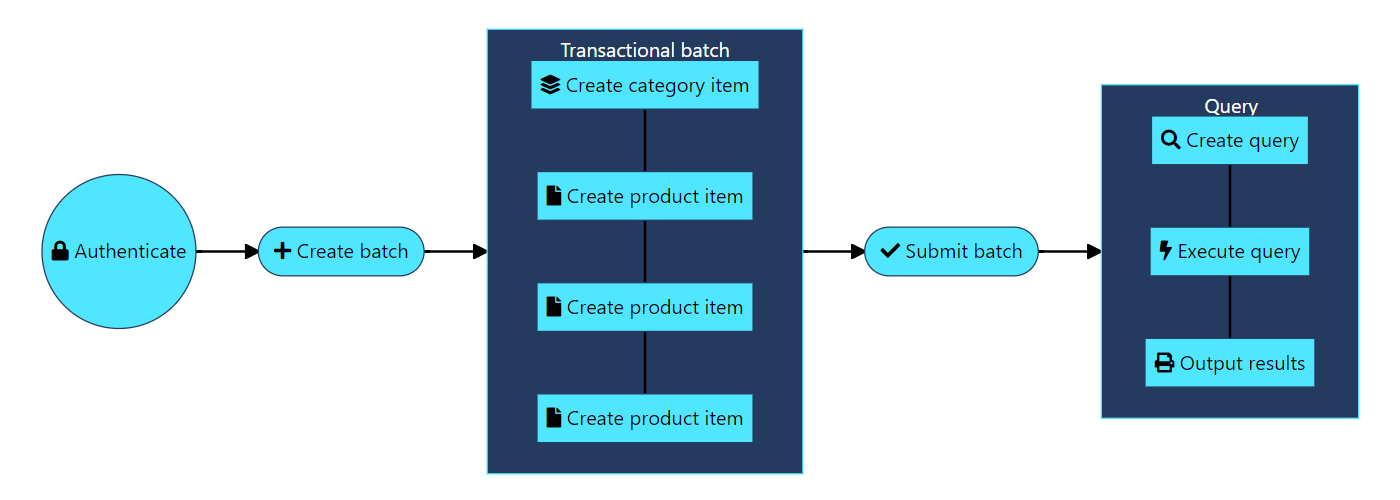 Authenticate
Create batch
Transactional batch
Create category item
Create product item
Create product item
Create product item
Submit batch
Query
Create query
Execute query
Output results